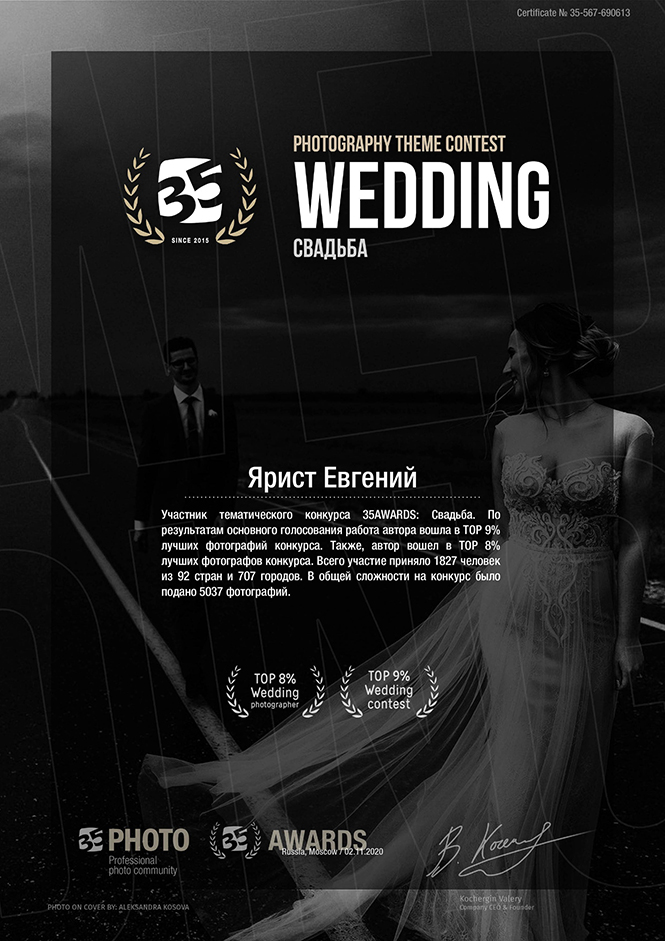 Certificate № 35-567-690613
PHOTOGRAPHY THEME CONTEST
35
WEDDING
SINCE 2015
СВАДЬБА
Ярист Евгений
Участник тематического конкурса 35AWARDS: Свадьба. По
результатам основного голосования работа автора вошла в TOP 9%
лучших фотографий конкурса. Также, автор вошел в TOP 8%
лучших фотографов конкурса. Всего участие приняло 1827 человек
из 92 стран и 707 городов. В общей сложности на конкурс было
подано 5037 фотографий.
TOP 8%
Wedding
photographer
TOP 9%
Wedding
contest
35 PHOTO
Professional
photo community
35 AWARDS
Russia, Moscow / 02.11.2020
Kochergin Valery
Company CEO & Founder
PHOTO ON COVER BY: ALEKSANDRA KOSOVA